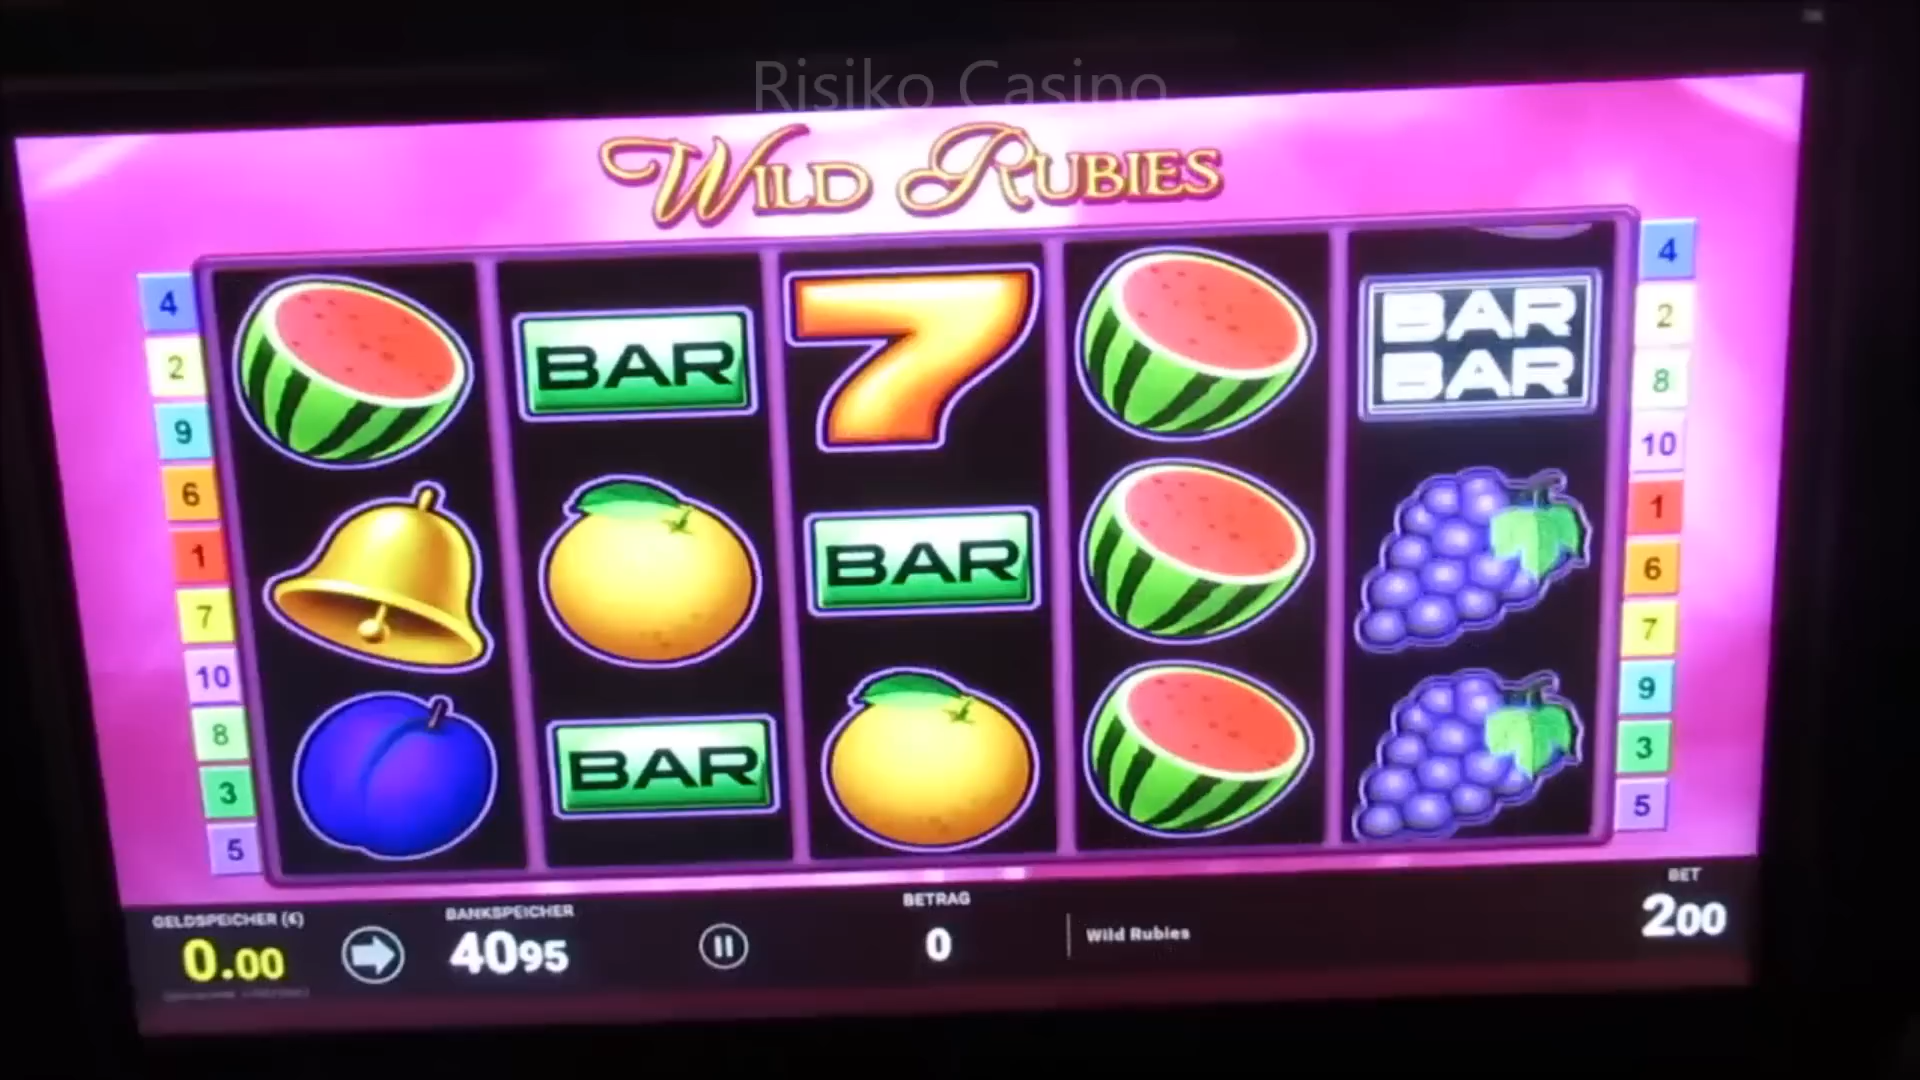 Risiko Casino
WILD RUBIES
4
2
9
6
1
7
10
8
3
5
BAR
BAR
BAR
BAR
BAR
4
2
8
10
1
6
7
9
3
5
GELDSPEICHER (€)
0.00
BANKSPEICHER
4095
BETRAG
0
Wild Rubies
BET
200